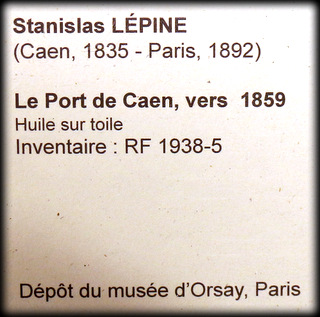 Stanislas LÉPINE
(Caen, 1835 - Paris, 1892)
Le Port de Caen, vers 1859
Huile sur toile
Inventaire : RF 1938-5
Dépôt du musée d'Orsay, Paris